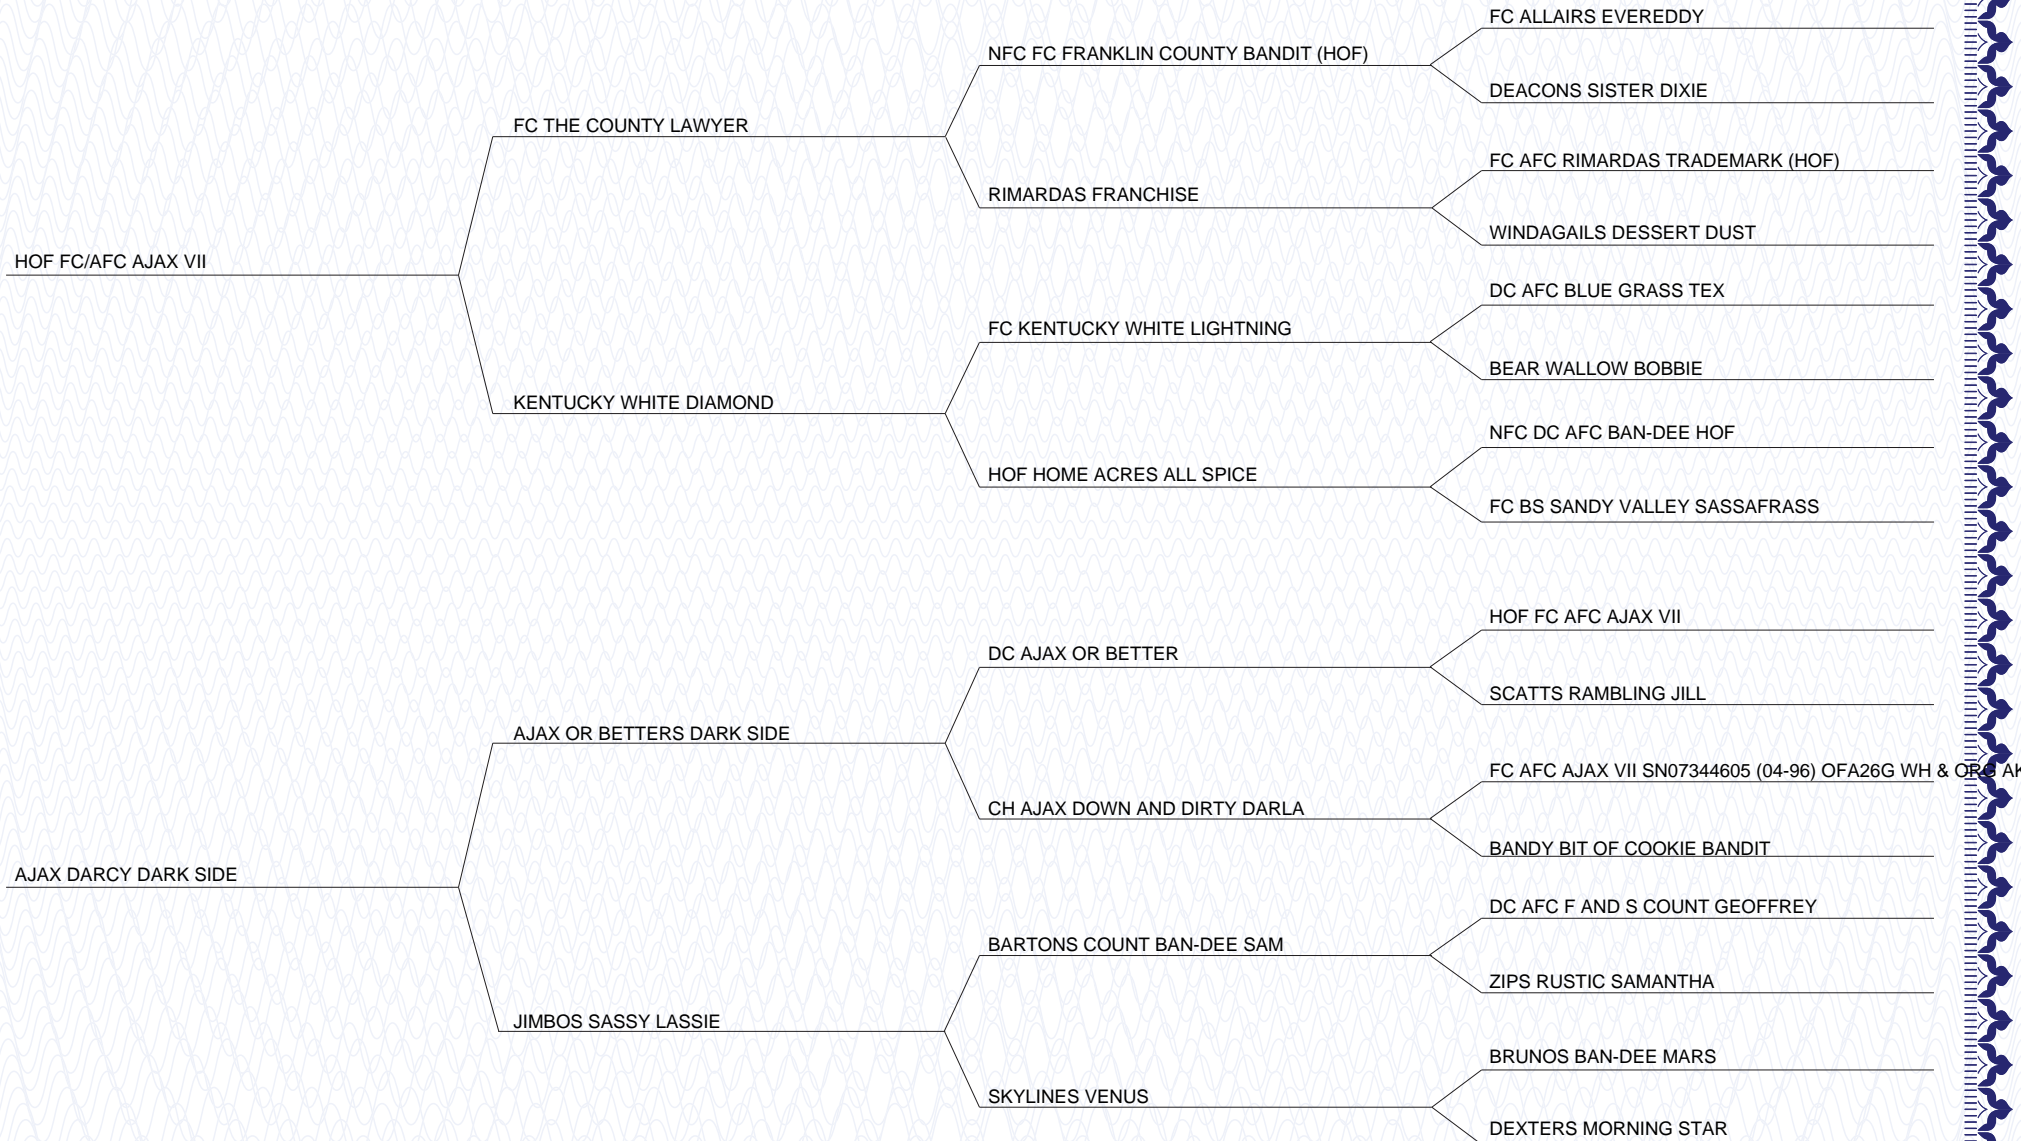 FC ALLAIRS EVEREDDY
NFC FC FRANKLIN COUNTY BANDIT (HOF)
DEACONS SISTER DIXIE
FC THE COUNTY LAWYER
FC AFC RIMARDAS TRADEMARK (HOF)
RIMARDAS FRANCHISE
WINDAGAILS DESSERT DUST
HOF FC/AFC AJAX VII
DC AFC BLUE GRASS TEX
FC KENTUCKY WHITE LIGHTNING
BEAR WALLOW BOBBIE
KENTUCKY WHITE DIAMOND
NFC DC AFC BAN-DEE HOF
HOF HOME ACRES ALL SPICE
FC BS SANDY VALLEY SASSAFRASS
HOF FC AFC AJAX VII
DC AJAX OR BETTER
SCATTS RAMBLING JILL
AJAX OR BETTERS DARK SIDE
FC AFC AJAX VII SN07344605 (04-96) OFA26G WH & ORG AK
CH AJAX DOWN AND DIRTY DARLA
BANDY BIT OF COOKIE BANDIT
AJAX DARCY DARK SIDE
DC AFC F AND S COUNT GEOFFREY
BARTONS COUNT BAN-DEE SAM
ZIPS RUSTIC SAMANTHA
JIMBOS SASSY LASSIE
BRUNOS BAN-DEE MARS
SKYLINES VENUS
DEXTERS MORNING STAR